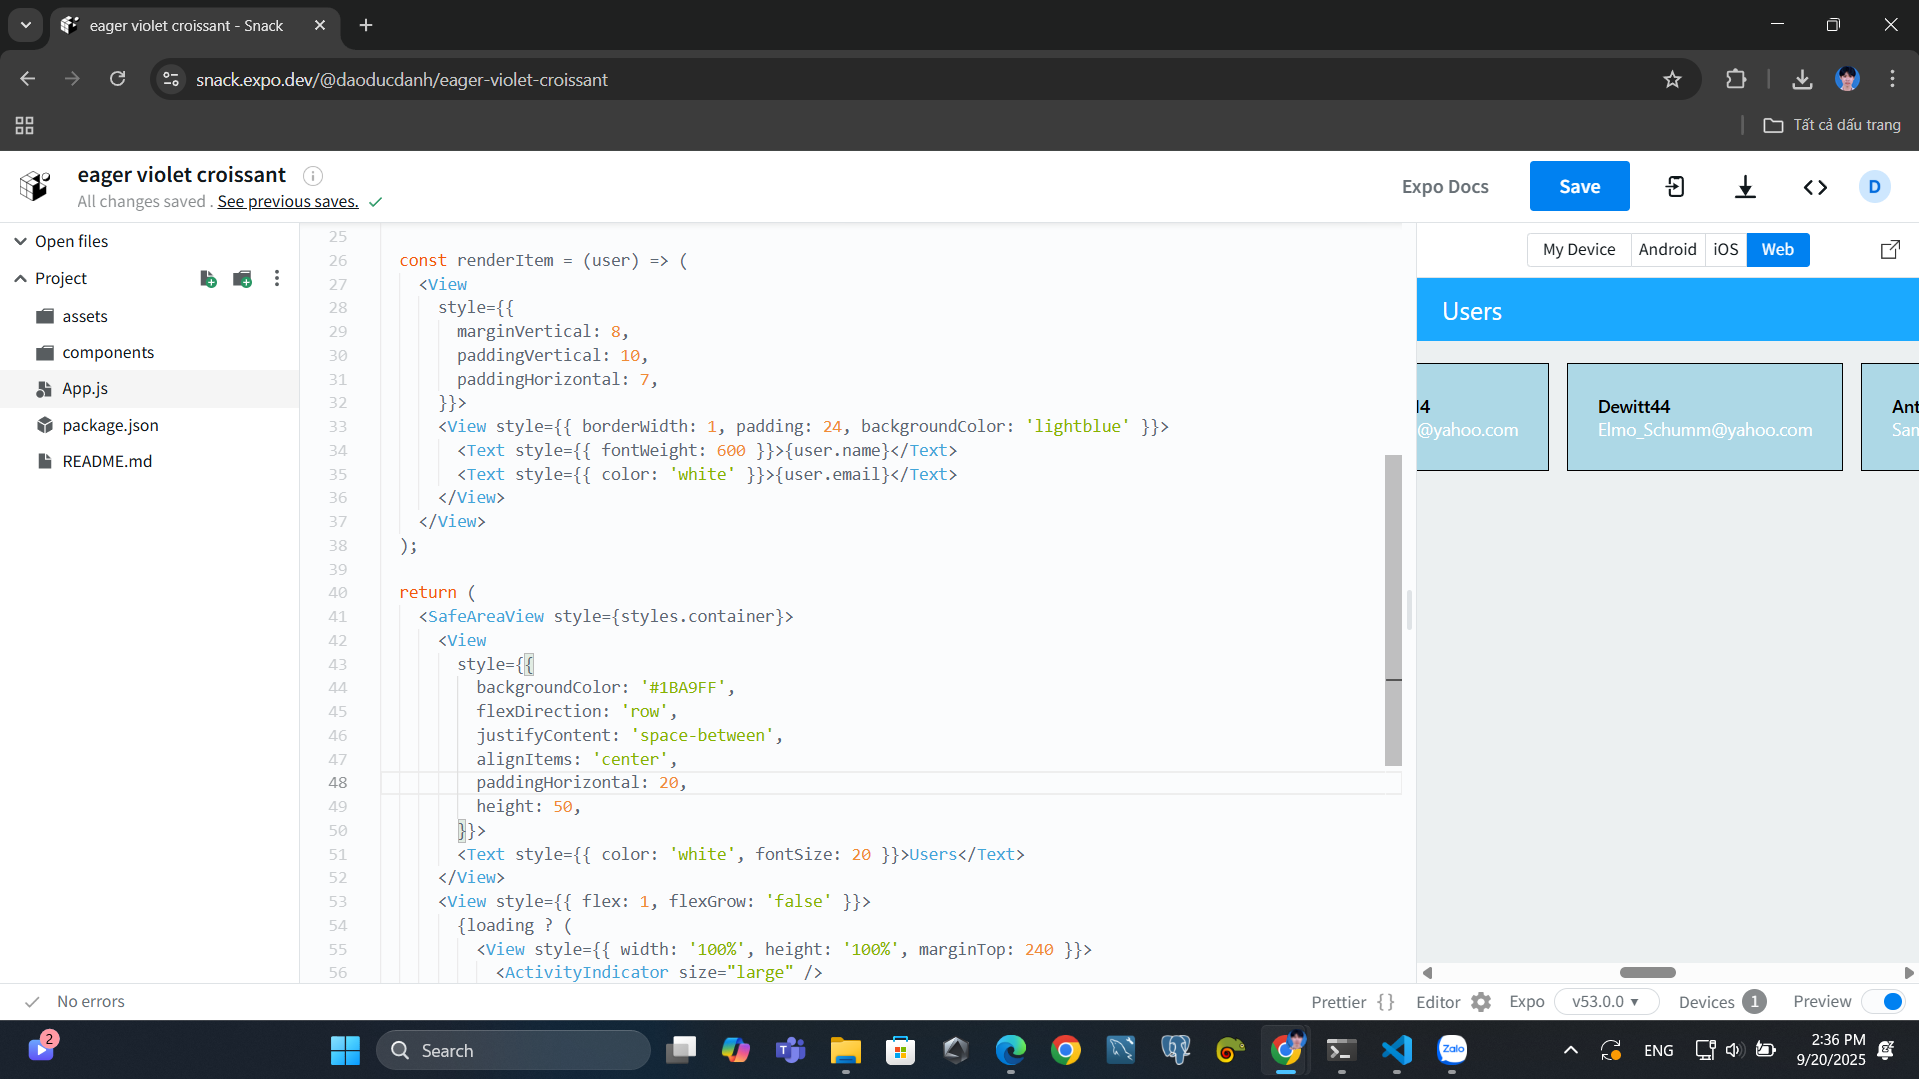 eager violet croissant - Snack
snack.expo.dev/@daoducdanh/eager-violet-croissant
Tất cả dấu trang
eager violet croissant
All changes saved . See previous saves.
Expo Docs
Save
D
Open files
Project
assets
components
App.js
package.json
README.md
25
26 const renderItem = (user) => (
27 <View
28 style={{
29 marginVertical: 8,
30 paddingVertical: 10,
31 paddingHorizontal: 7,
32 }}>
33 <View style={{ borderWidth: 1, padding: 24, backgroundColor: 'lightblue' }}>
34 <Text style={{ fontWeight: 600 }}>{user.name}</Text>
35 <Text style={{ color: 'white' }}>{user.email}</Text>
36 </View>
37 </View>
38 );
39
40 return (
41 <SafeAreaView style={styles.container}>
42 <View
43 style={{
44 backgroundColor: '#1BA9FF',
45 flexDirection: 'row',
46 justifyContent: 'space-between',
47 alignItems: 'center',
48 paddingHorizontal: 20,
49 height: 50,
50 }}>
51 <Text style={{ color: 'white', fontSize: 20 }}>Users</Text>
52 </View>
53 <View style={{ flex: 1, flexGrow: 'false' }}>
54 {loading ? (
55 <View style={{ width: '100%', height: '100%', marginTop: 240 }}>
56 <ActivityIndicator size="large" />
My Device
Android
iOS
Web
Users
4
@yahoo.com
Dewitt44
Elmo_Schumm@yahoo.com
Ant
San
No errors
Prettier {}
Editor
Expo
v53.0.0
Devices 1
Preview
2
Search
Zalo
ENG
2:36 PM
9/20/2025